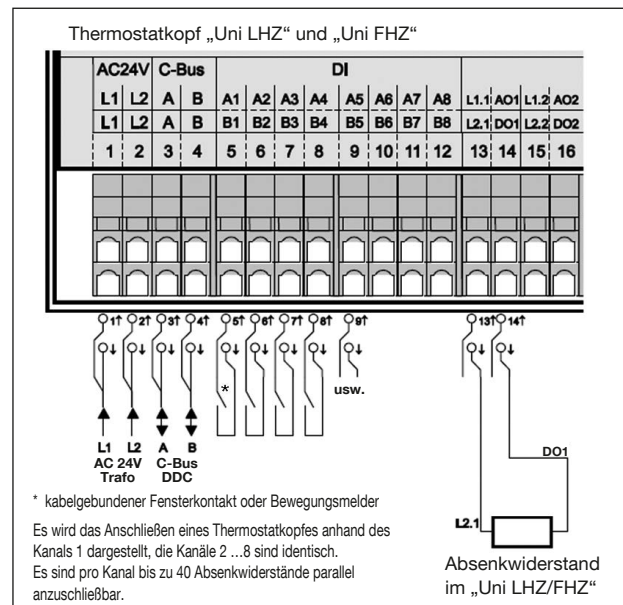 Thermostatkopf „Uni LHZ“ und „Uni FHZ“
AC24V C-Bus DI
L1 L2 A B A1 A2 A3 A4 A5 A6 A7 A8 L1.1 AO1 L1.2 AO2
L1 L2 A B B1 B2 B3 B4 B5 B6 B7 B8 L2.1 DO1 L2.2 DO2
1 2 3 4 5 6 7 8 9 10 11 12 13 14 15 16
1↑ 2↑ 3↑ 4↑ 5↑ 6↑ 7↑ 8↑ 9↑ 13↑ 14↑
↓ ↓ ↓ ↓ ↓ ↓ ↓ ↓ ↓ ↓ ↓
*
usw.
L1 L2 A B
AC 24V C-Bus
Trafo DDC
DO1
* kabelgebundener Fensterkontakt oder Bewegungsmelder
Es wird das Anschließen eines Thermostatkopfes anhand des
Kanals 1 dargestellt, die Kanäle 2 ...8 sind identisch.
Es sind pro Kanal bis zu 40 Absenkwiderstände parallel
anzuschließbar.
L2.1
Absenkwiderstand
im „Uni LHZ/FHZ“